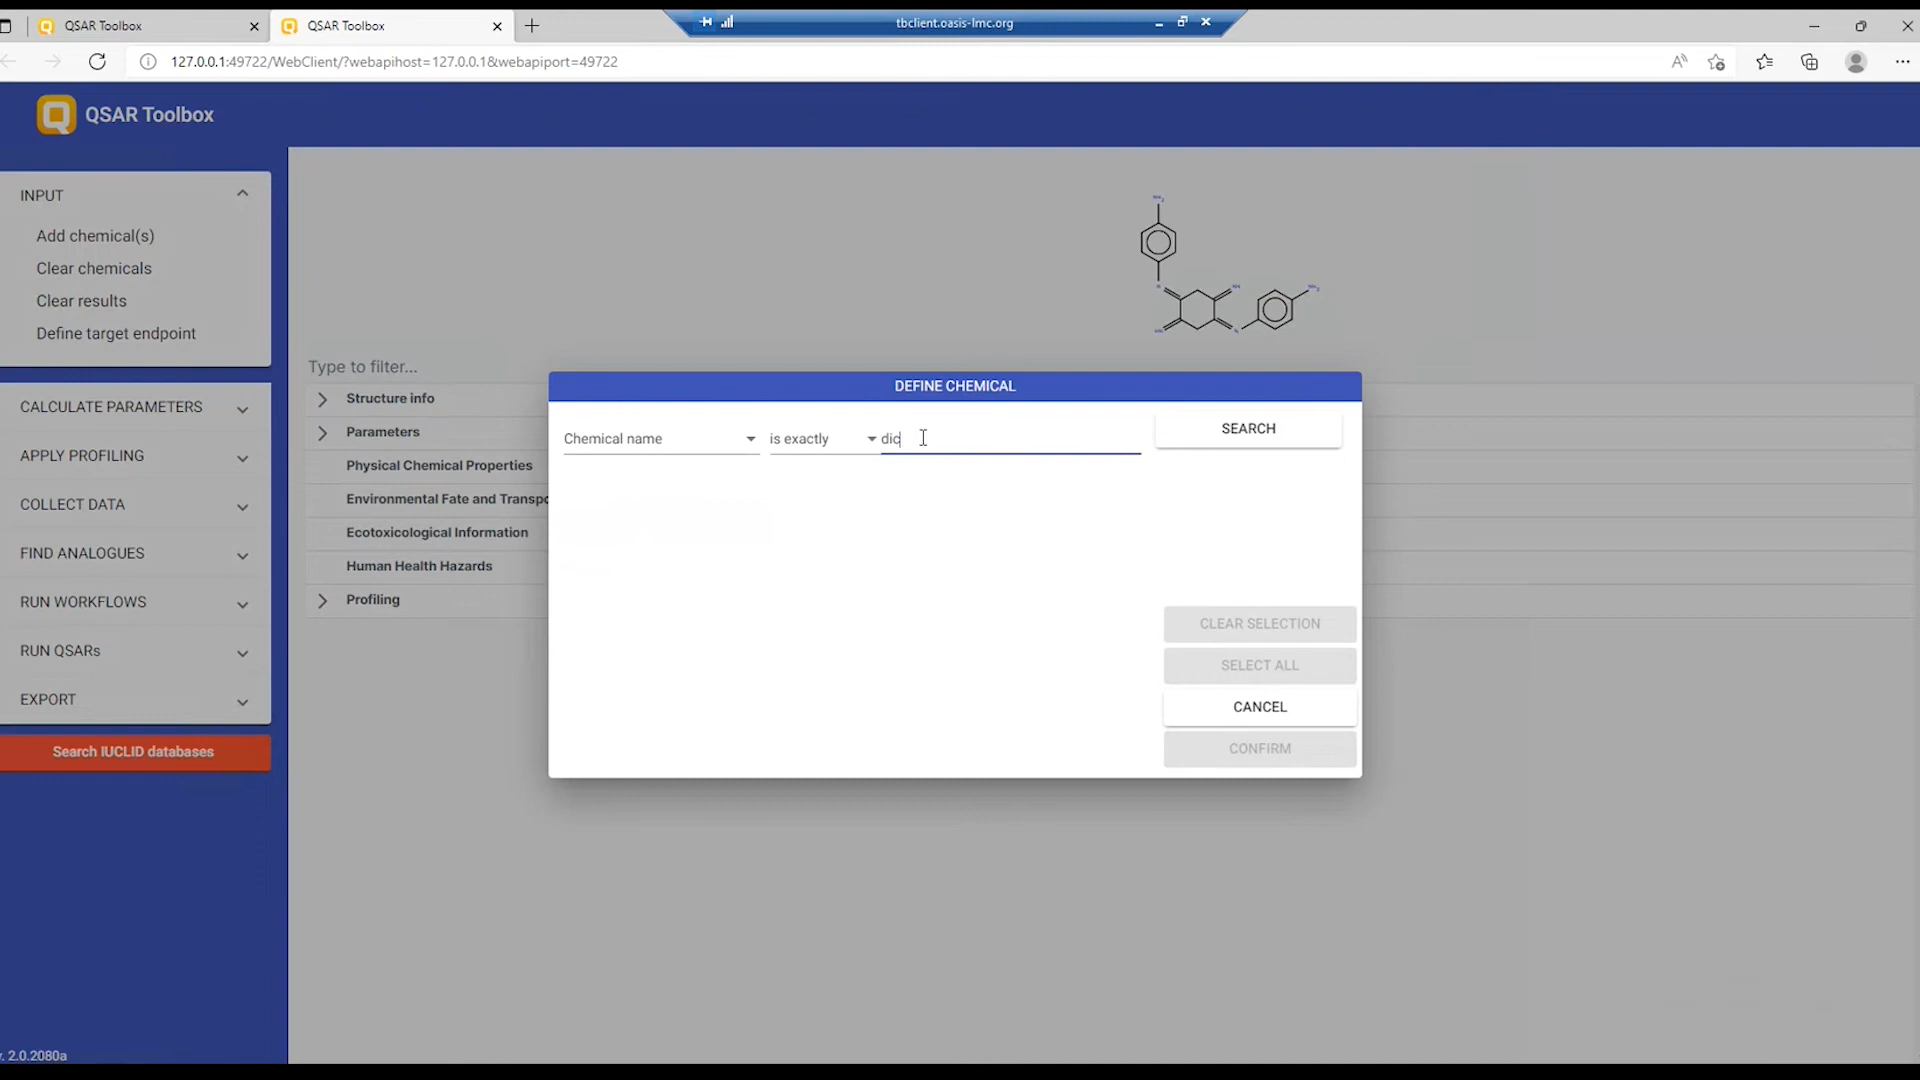 QSAR Toolbox
QSAR Toolbox
tbclient.oasis-lmc.org
127.0.0.1:49722/WebClient/?webapihost=127.0.0.1&webapiport=49722
QSAR Toolbox
INPUT
Add chemical(s)
Clear chemicals
Clear results
Define target endpoint
CALCULATE PARAMETERS
APPLY PROFILING
COLLECT DATA
FIND ANALOGUES
RUN WORKFLOWS
RUN QSARs
EXPORT
Search IUCLID databases
. 2.0.2080a
Type to filter...
Structure info
Parameters
Physical Chemical Properties
Environmental Fate and Transpo
Ecotoxicological Information
Human Health Hazards
Profiling
DEFINE CHEMICAL
Chemical name is exactly dic
SEARCH
CLEAR SELECTION
SELECT ALL
CANCEL
CONFIRM